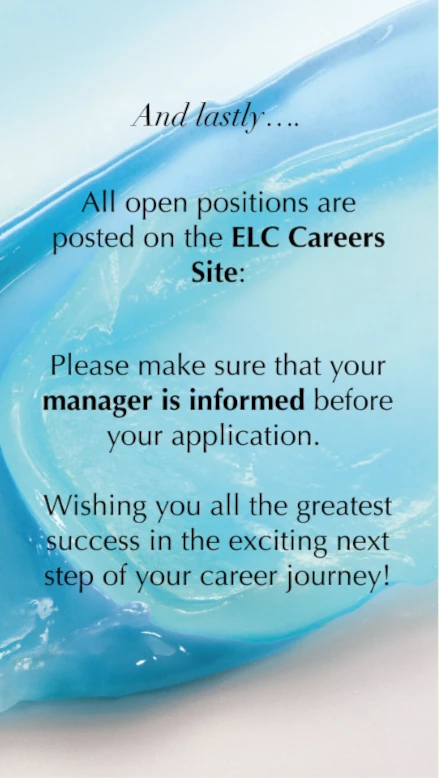 And lastly….
All open positions are
posted on the ELC Careers
Site:
Please make sure that your
manager is informed before
your application.
Wishing you all the greatest
success in the exciting next
step of your career journey!